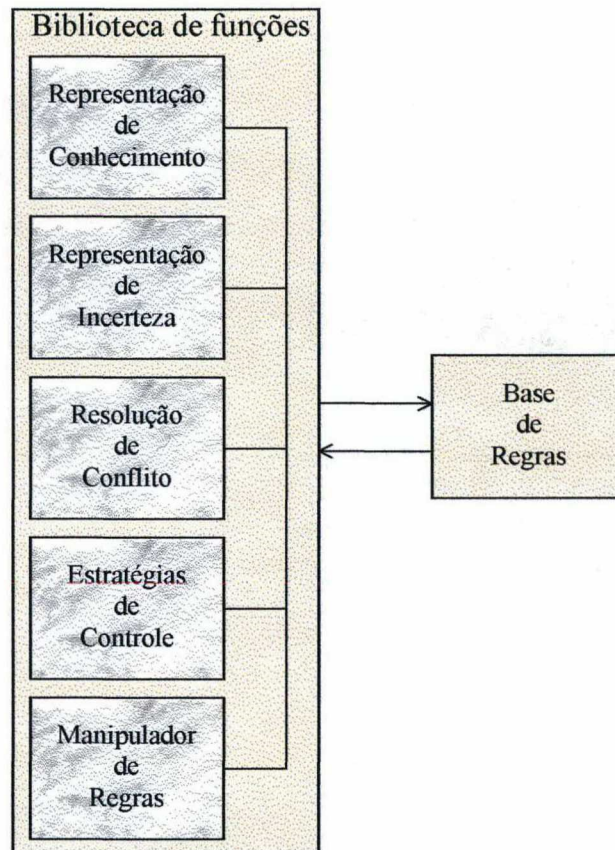 Biblioteca de funções
Representação
de
Conhecimento
Representação
de
Incerteza
Resolução
de
Conflito
Estratégias
de
Controle
Manipulador
de
Regras
Base
de
Regras